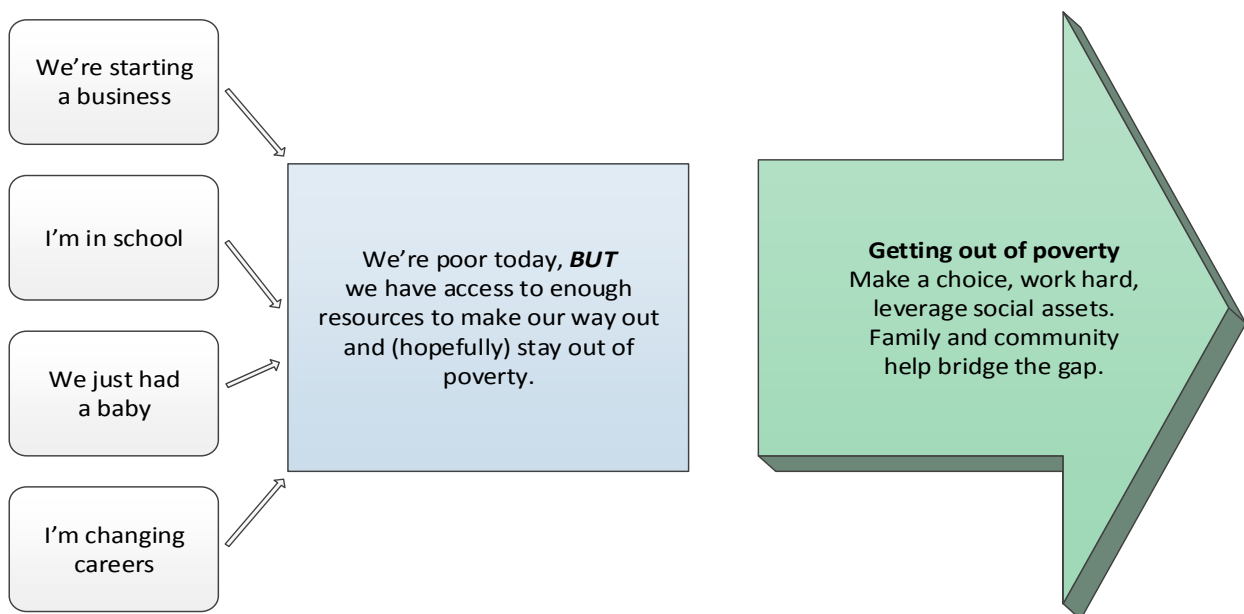 We’re starting
a business
I’m in school
We just had
a baby
I’m changing
careers
We’re poor today, BUT
we have access to enough
resources to make our way out
and (hopefully) stay out of
poverty.
Getting out of poverty
Make a choice, work hard,
leverage social assets.
Family and community
help bridge the gap.